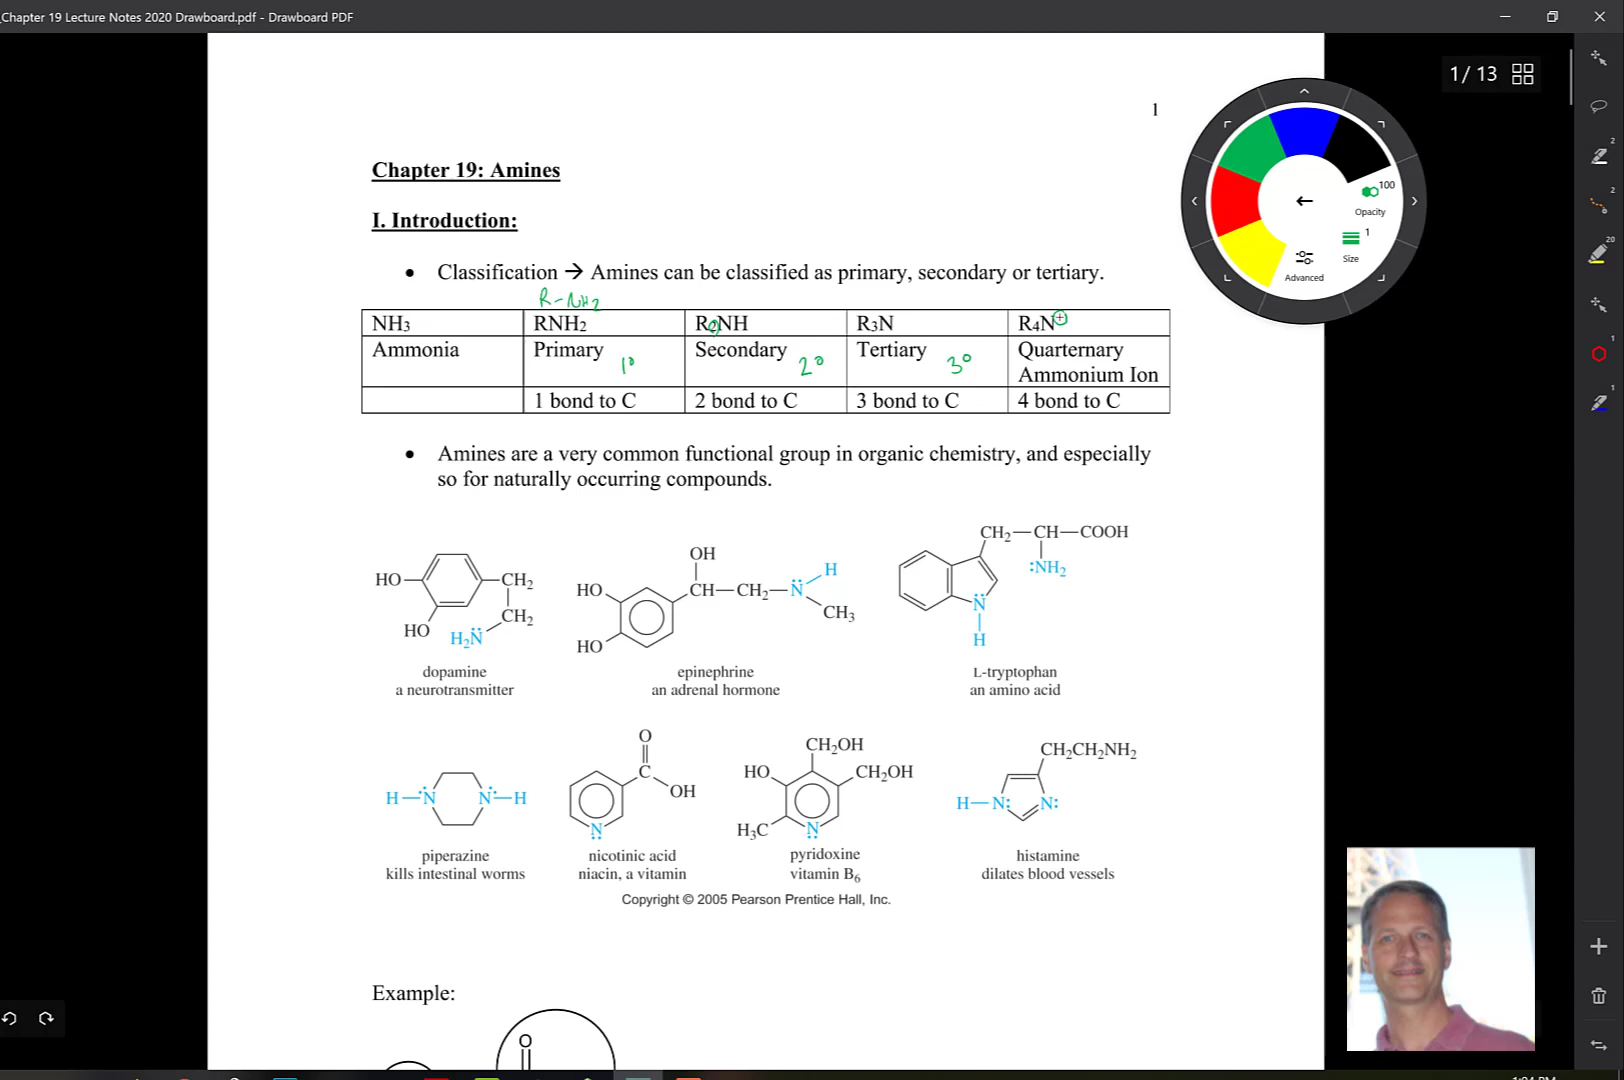 Chapter 19 Lecture Notes 2020 Drawboard.pdf - Drawboard PDF
1 / 13
1
Chapter 19: Amines
100
Opacity
1
Size
Advanced
I. Introduction:
• Classification → Amines can be classified as primary, secondary or tertiary.
R-NH2
NH3 RNH2 R2NH R3N R4N+
Ammonia Primary 1° Secondary 2° Tertiary 3° Quarternary
Ammonium Ion
1 bond to C 2 bond to C 3 bond to C 4 bond to C
• Amines are a very common functional group in organic chemistry, and especially
so for naturally occurring compounds.
HO CH2
HO CH2
H2N
dopamine
a neurotransmitter
OH
HO CH—CH2—N H
CH3
HO
epinephrine
an adrenal hormone
CH2—CH—COOH
:NH2
N
H
L-tryptophan
an amino acid
H—N N—H
piperazine
kills intestinal worms
O
C
OH
N
nicotinic acid
niacin, a vitamin
CH2OH
HO CH2OH
H3C N
pyridoxine
vitamin B6
CH2CH2NH2
H—N: N:
histamine
dilates blood vessels
Copyright © 2005 Pearson Prentice Hall, Inc.
Example:
O
2
2
20
1
1